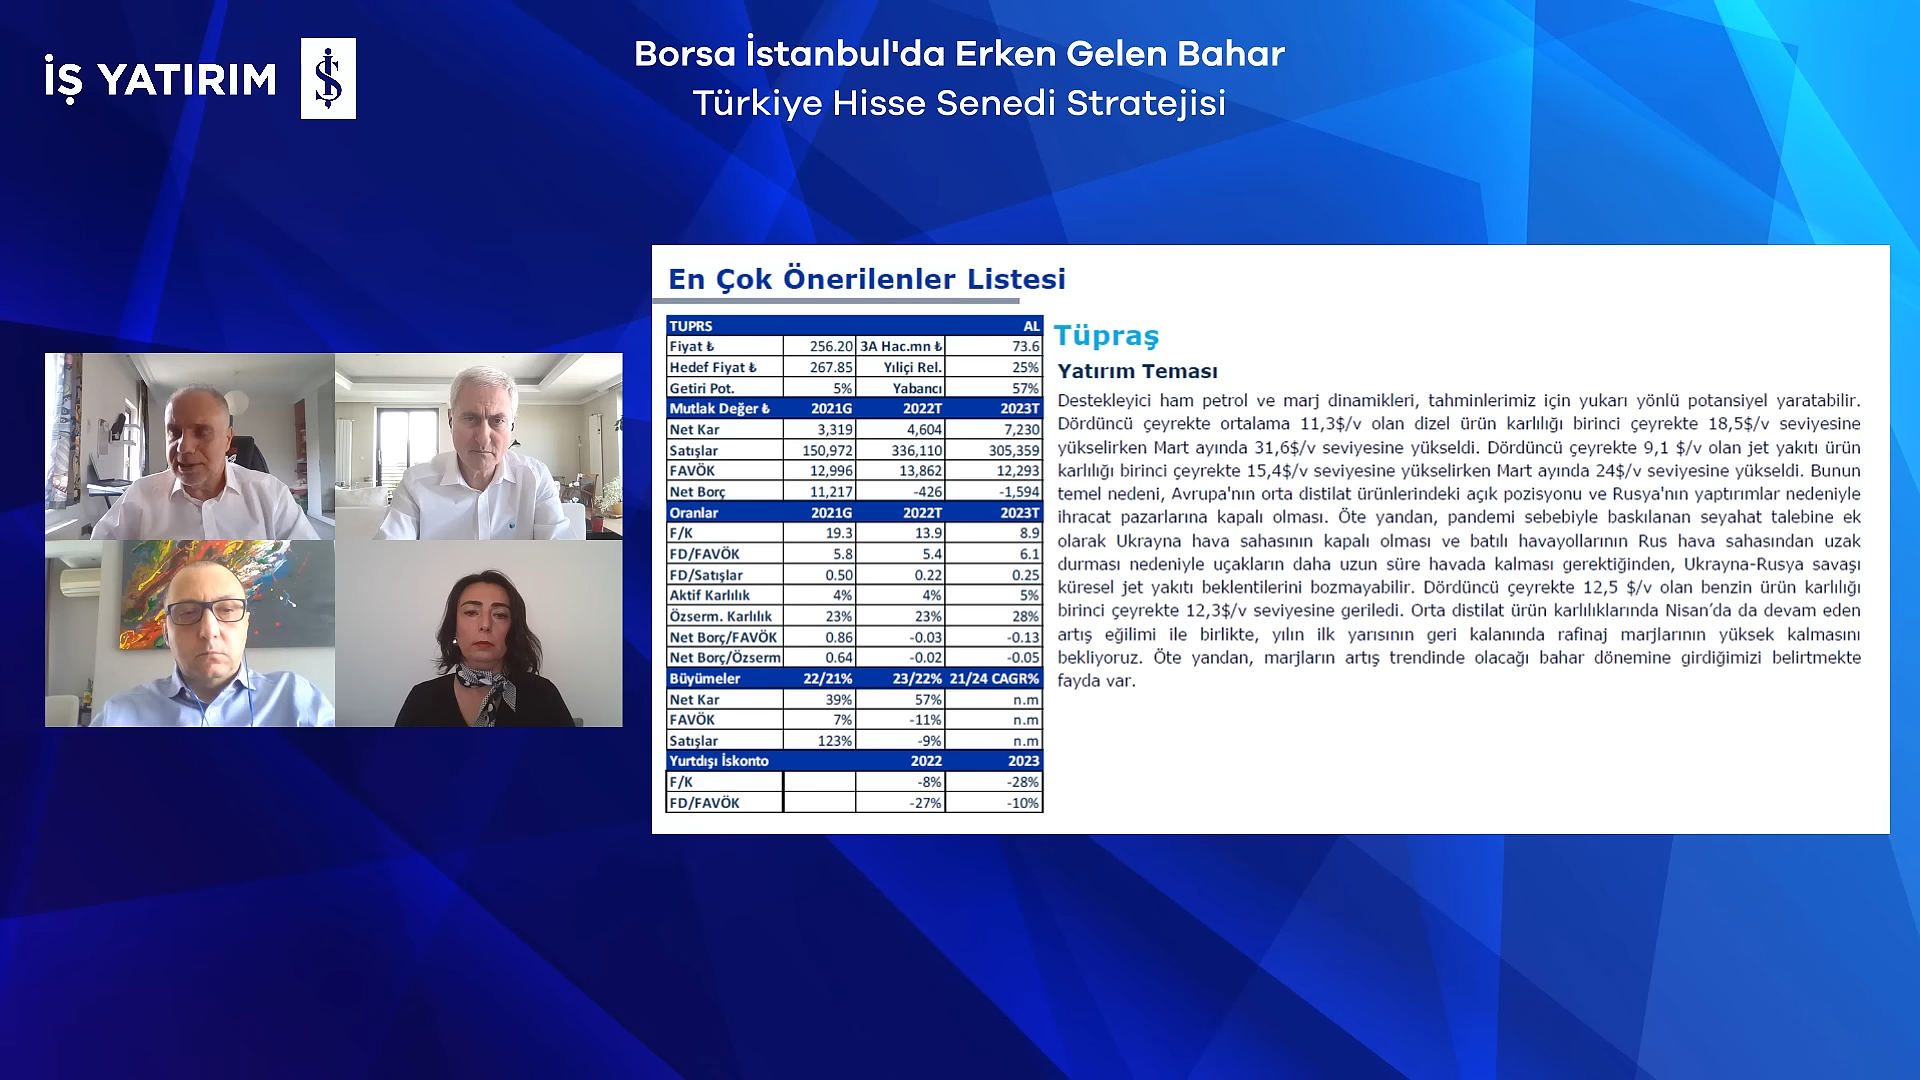 İŞ YATIRIM
Borsa İstanbul'da Erken Gelen Bahar
Türkiye Hisse Senedi Stratejisi
En Çok Önerilenler Listesi
TUPRS AL
Fiyat ₺ 256.20 3A Hac.mn ₺ 73.6
Hedef Fiyat ₺ 267.85 Yıliçi Rel. 25%
Getiri Pot. 5% Yabancı 57%
Mutlak Değer ₺ 2021G 2022T 2023T
Net Kar 3,319 4,604 7,230
Satışlar 150,972 336,110 305,359
FAVÖK 12,996 13,862 12,293
Net Borç 11,217 -426 -1,594
Oranlar 2021G 2022T 2023T
F/K 19.3 13.9 8.9
FD/FAVÖK 5.8 5.4 6.1
FD/Satışlar 0.50 0.22 0.25
Aktif Karlılık 4% 4% 5%
Özserm. Karlılık 23% 23% 28%
Net Borç/FAVÖK 0.86 -0.03 -0.13
Net Borç/Özserm 0.64 -0.02 -0.05
Büyümeler 22/21% 23/22% 21/24 CAGR%
Net Kar 39% 57% n.m
FAVÖK 7% -11% n.m
Satışlar 123% -9% n.m
Yurtdışı İskonto 2022 2023
F/K -8% -28%
FD/FAVÖK -27% -10%
Tüpraş
Yatırım Teması
Destekleyici ham petrol ve marj dinamikleri, tahminlerimiz için yukarı yönlü potansiyel yaratabilir.
Dördüncü çeyrekte ortalama 11,3$/v olan dizel ürün karlılığı birinci çeyrekte 18,5$/v seviyesine
yükselirken Mart ayında 31,6$/v seviyesine yükseldi. Dördüncü çeyrekte 9,1 $/v olan jet yakıtı ürün
karlılığı birinci çeyrekte 15,4$/v seviyesine yükselirken Mart ayında 24$/v seviyesine yükseldi. Bunun
temel nedeni, Avrupa'nın orta distilat ürünlerindeki açık pozisyonu ve Rusya'nın yaptırımlar nedeniyle
ihracat pazarlarına kapalı olması. Öte yandan, pandemi sebebiyle baskılanan seyahat talebine ek
olarak Ukrayna hava sahasının kapalı olması ve batılı havayollarının Rus hava sahasından uzak
durması nedeniyle uçakların daha uzun süre havada kalması gerektiğinden, Ukrayna-Rusya savaşı
küresel jet yakıtı beklentilerini bozmayabilir. Dördüncü çeyrekte 12,5 $/v olan benzin ürün karlılığı
birinci çeyrekte 12,3$/v seviyesine geriledi. Orta distilat ürün karlılıklarında Nisan’da da devam eden
artış eğilimi ile birlikte, yılın ilk yarısının geri kalanında rafinaj marjlarının yüksek kalmasını
bekliyoruz. Öte yandan, marjların artış trendinde olacağı bahar dönemine girdiğimizi belirtmekte
fayda var.